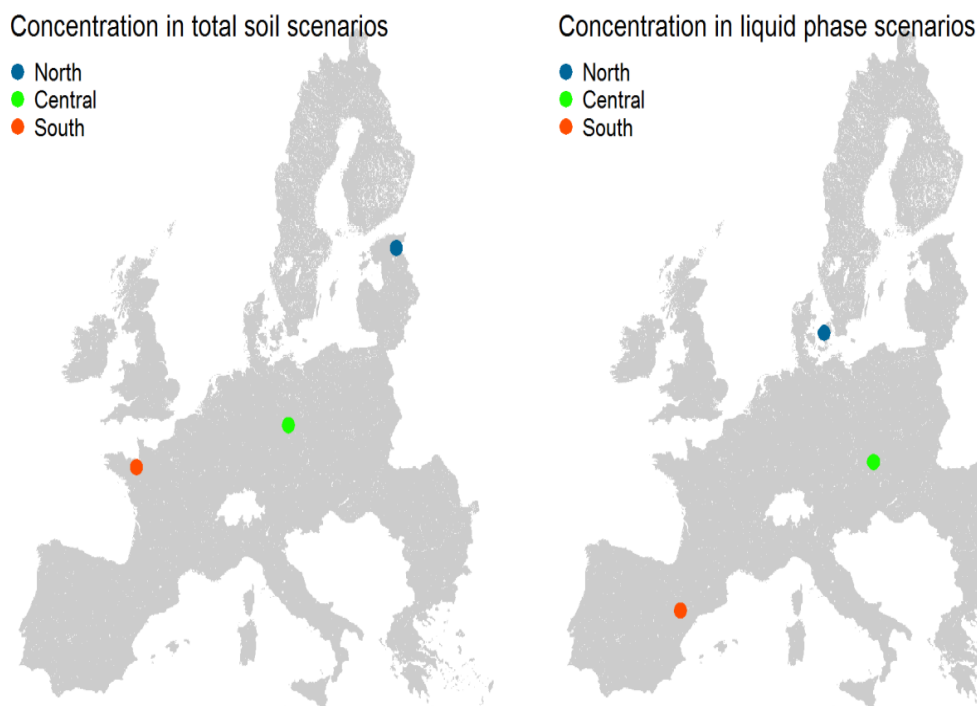 Concentration in total soil scenarios
North
Central
South
Concentration in liquid phase scenarios
North
Central
South